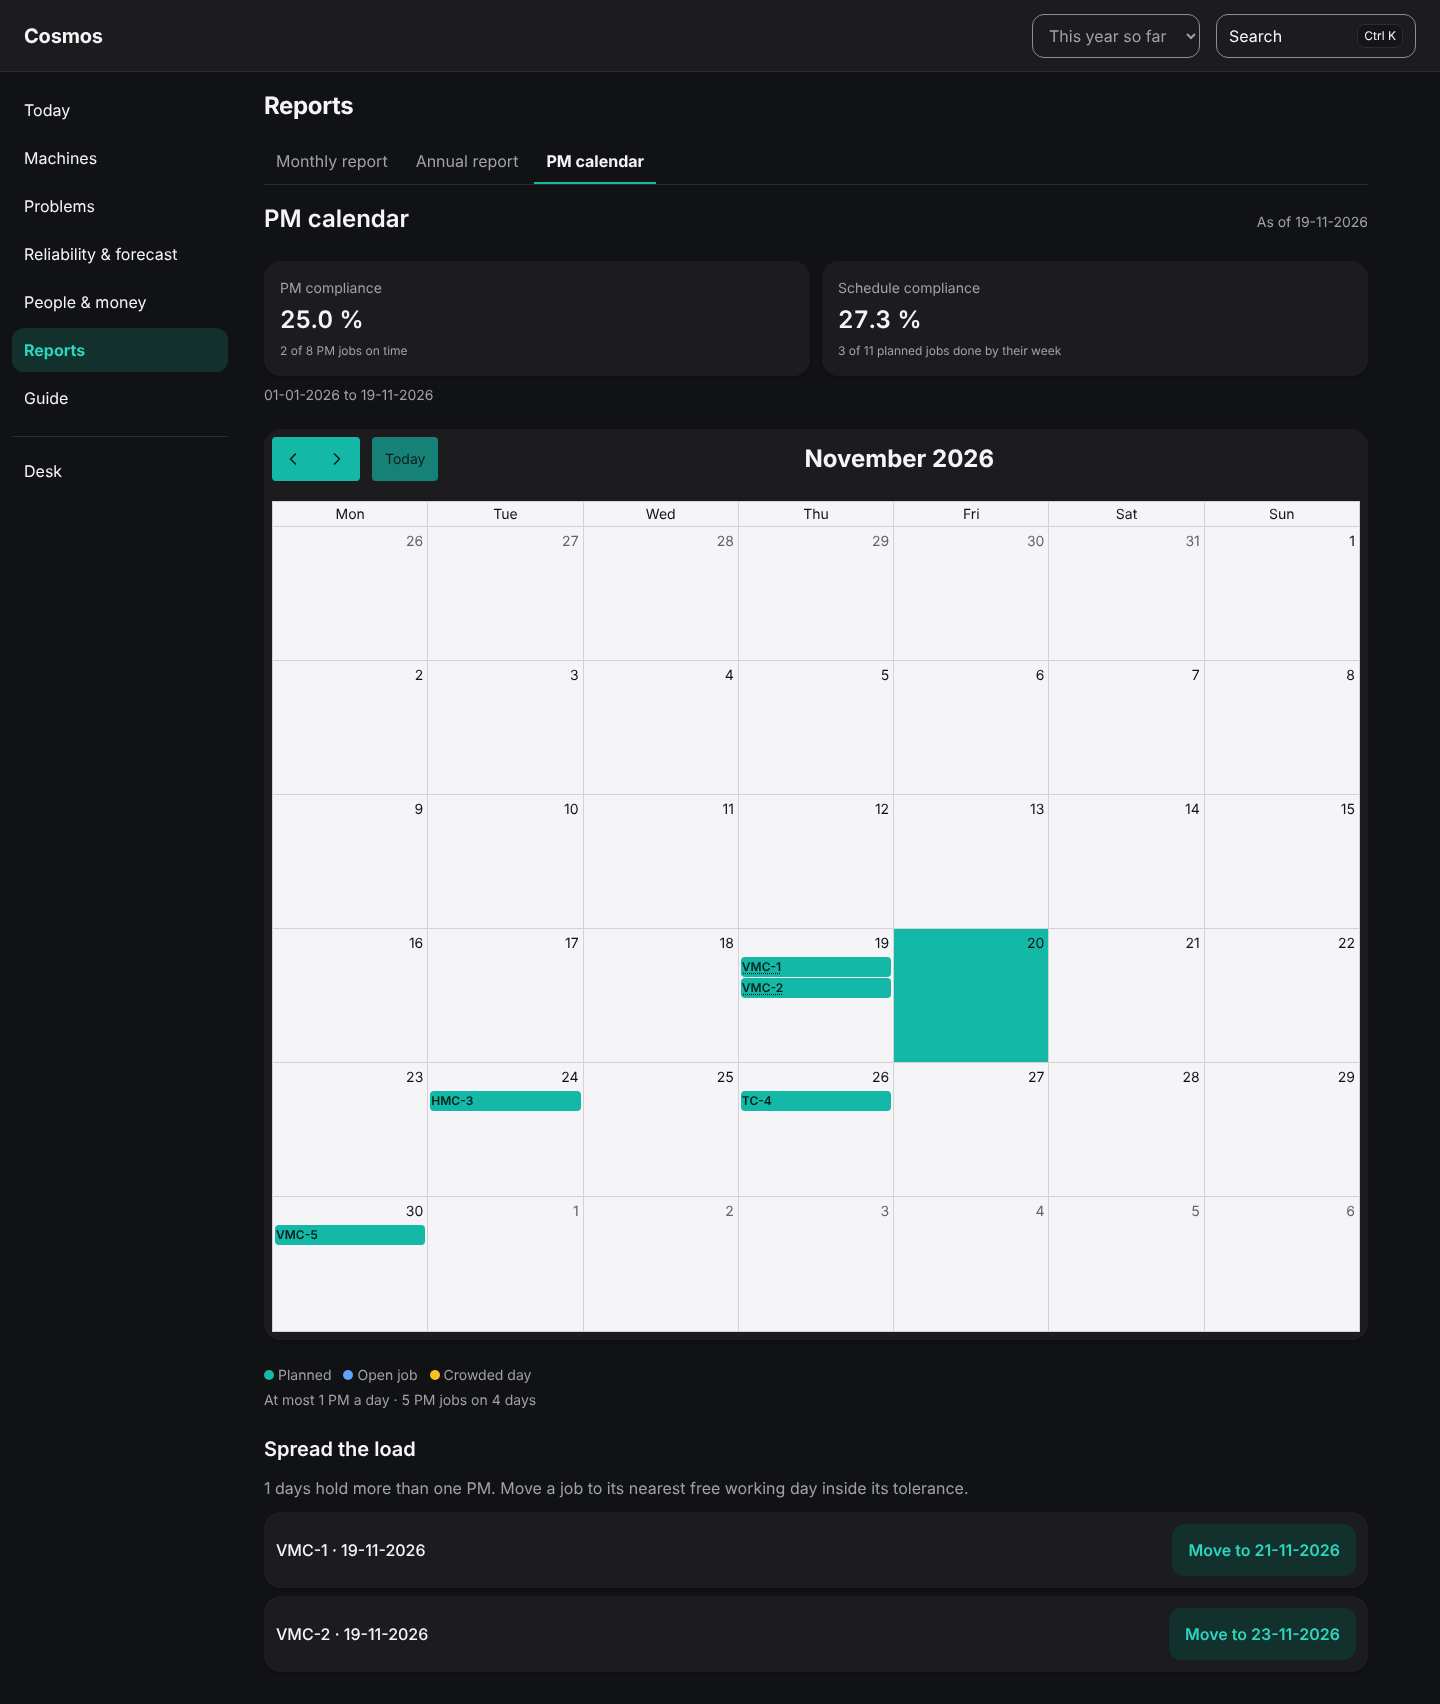 Cosmos
This year so far
Search Ctrl K
Today
Machines
Problems
Reliability & forecast
People & money
Reports
Guide
Desk
Reports
Monthly report Annual report PM calendar
PM calendar
As of 19-11-2026
PM compliance
25.0 %
2 of 8 PM jobs on time
Schedule compliance
27.3 %
3 of 11 planned jobs done by their week
01-01-2026 to 19-11-2026
Today
November 2026
Mon Tue Wed Thu Fri Sat Sun
26 27 28 29 30 31 1
2 3 4 5 6 7 8
9 10 11 12 13 14 15
16 17 18 19 20 21 22
VMC-1
VMC-2
23 24 25 26 27 28 29
HMC-3 TC-4
30 1 2 3 4 5 6
VMC-5
Planned Open job Crowded day
At most 1 PM a day · 5 PM jobs on 4 days
Spread the load
1 days hold more than one PM. Move a job to its nearest free working day inside its tolerance.
VMC-1 · 19-11-2026 Move to 21-11-2026
VMC-2 · 19-11-2026 Move to 23-11-2026